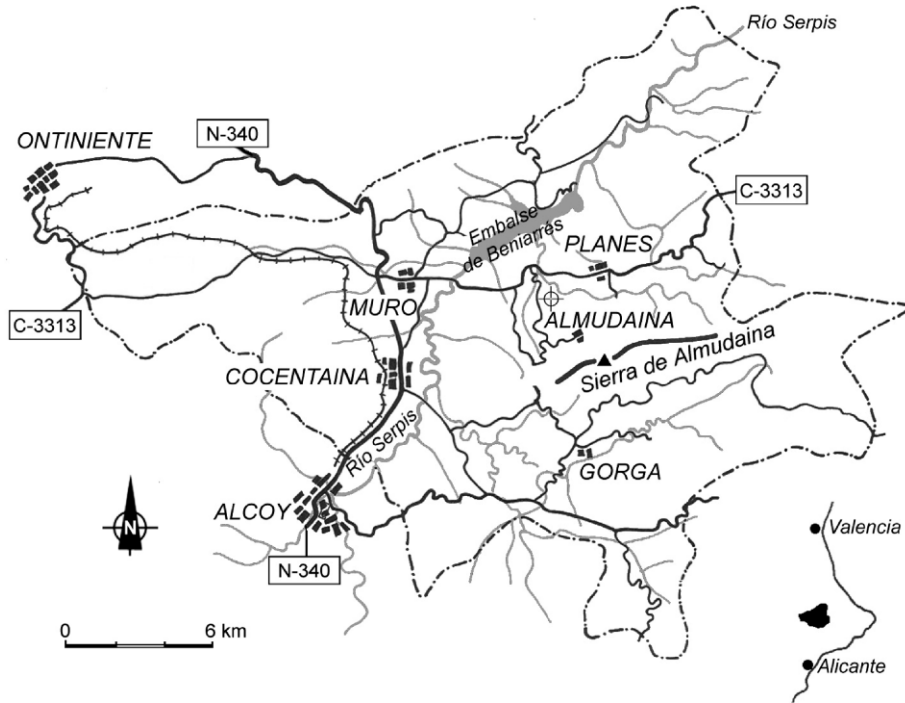 Río Serpis
N-340
ONTINIENTE
C-3313
Embalse
de Beniarrés
PLANES
MURO
C-3313
ALMUDAINA
Sierra de Almudaina
COCENTAINA
Río Serpis
GORGA
ALCOY
N
N-340
Valencia
0 6 km
Alicante